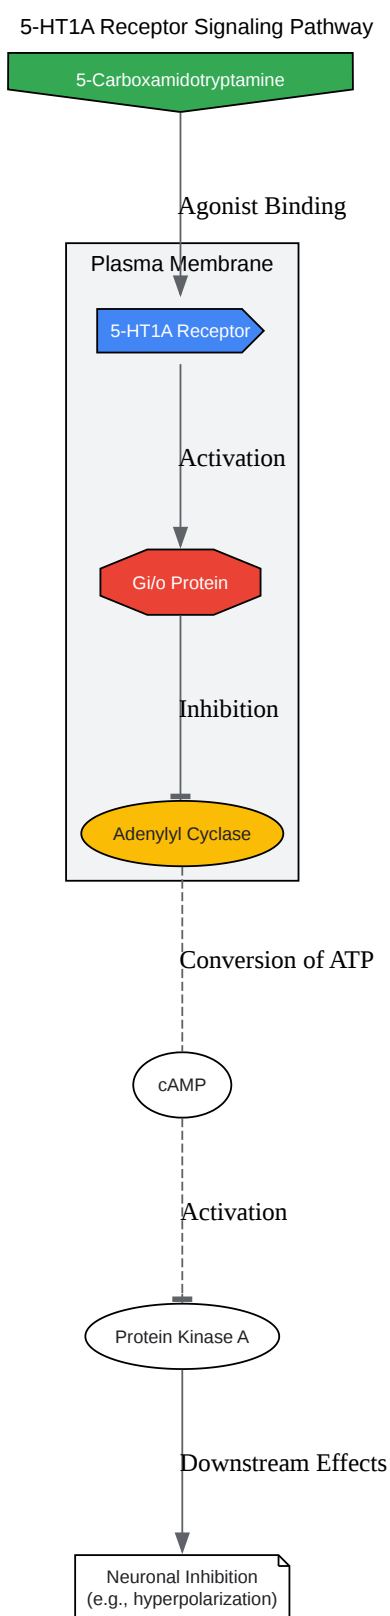 5-HT1A Receptor Signaling Pathway
5-Carboxamidotryptamine
Agonist Binding
Plasma Membrane
5-HT1A Receptor
Activation
Gi/o Protein
Inhibition
Adenylyl Cyclase
Conversion of ATP
cAMP
Activation
Protein Kinase A
Downstream Effects
Neuronal Inhibition
(e.g., hyperpolarization)